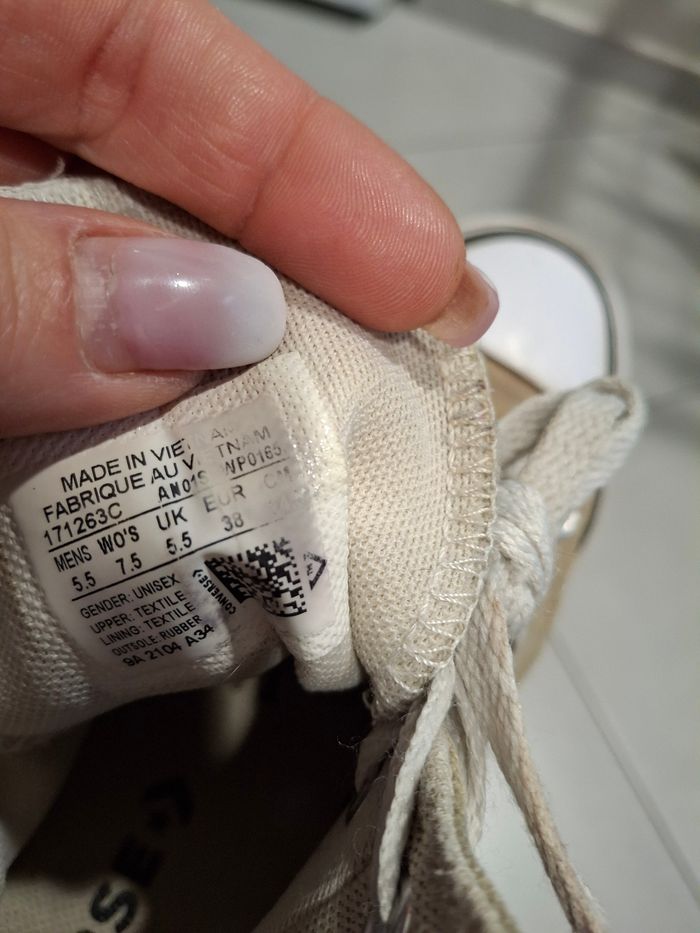 MADE IN VIETNAM
FABRIQUE AU VIETNAM
171263C
MENS WO'S UK EUR
5.5 7.5 5.5 38
GENDER: UNISEX
UPPER: TEXTILE
LINING: TEXTILE
OUTSOLE: RUBBER
9A 2104 A34
CONVERSE